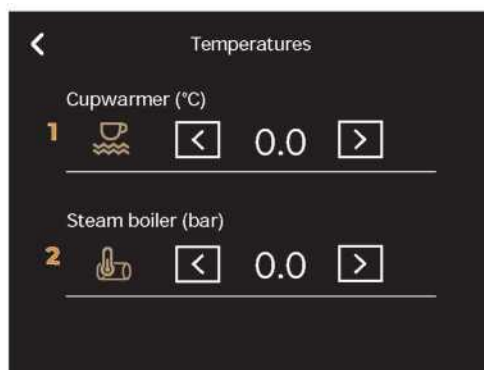 Temperatures
Cupwarmer (°C)
1 0.0
Steam boiler (bar)
2 0.0